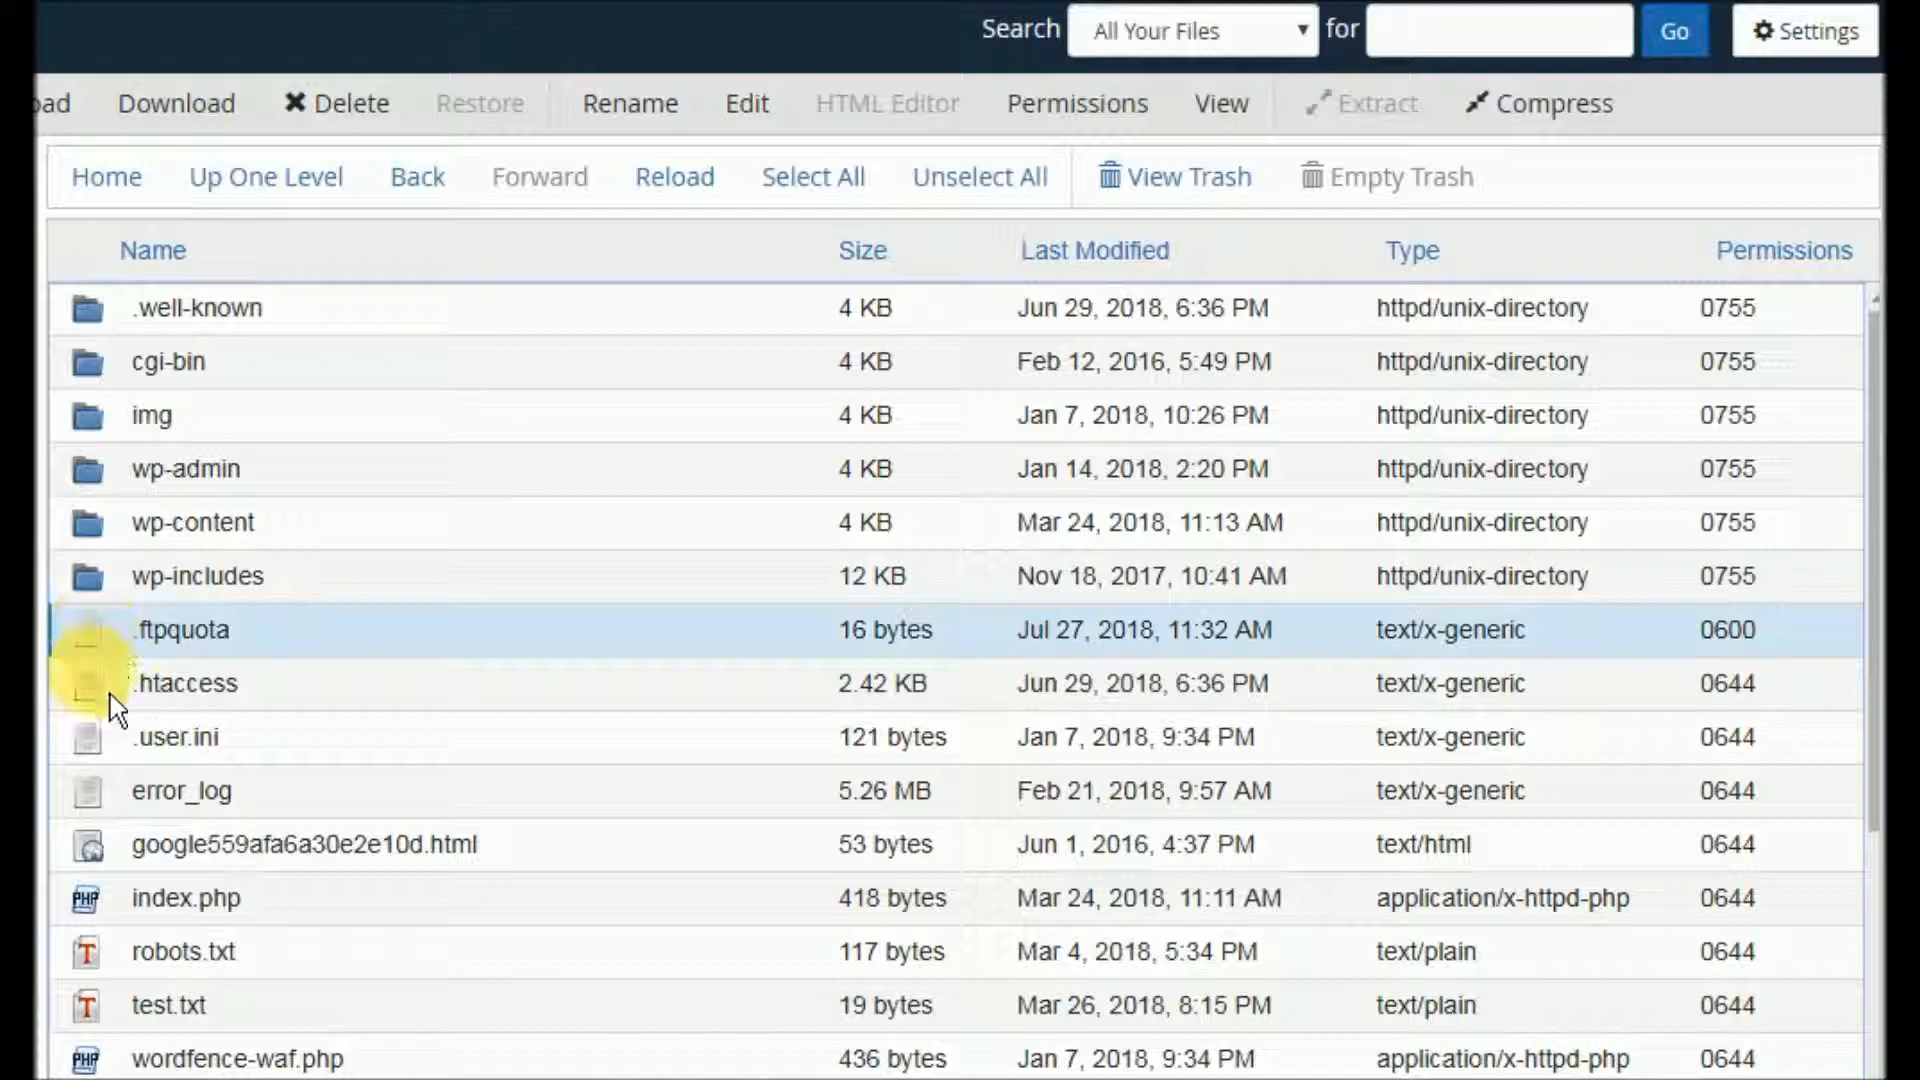 Search All Your Files for Go Settings
oad Download Delete Restore Rename Edit HTML Editor Permissions View Extract Compress
Home Up One Level Back Forward Reload Select All Unselect All View Trash Empty Trash
Name Size Last Modified Type Permissions
.well-known 4 KB Jun 29, 2018, 6:36 PM httpd/unix-directory 0755
cgi-bin 4 KB Feb 12, 2016, 5:49 PM httpd/unix-directory 0755
img 4 KB Jan 7, 2018, 10:26 PM httpd/unix-directory 0755
wp-admin 4 KB Jan 14, 2018, 2:20 PM httpd/unix-directory 0755
wp-content 4 KB Mar 24, 2018, 11:13 AM httpd/unix-directory 0755
wp-includes 12 KB Nov 18, 2017, 10:41 AM httpd/unix-directory 0755
.ftpquota 16 bytes Jul 27, 2018, 11:32 AM text/x-generic 0600
.htaccess 2.42 KB Jun 29, 2018, 6:36 PM text/x-generic 0644
.user.ini 121 bytes Jan 7, 2018, 9:34 PM text/x-generic 0644
error_log 5.26 MB Feb 21, 2018, 9:57 AM text/x-generic 0644
google559afa6a30e2e10d.html 53 bytes Jun 1, 2016, 4:37 PM text/html 0644
PHP index.php 418 bytes Mar 24, 2018, 11:11 AM application/x-httpd-php 0644
T robots.txt 117 bytes Mar 4, 2018, 5:34 PM text/plain 0644
T test.txt 19 bytes Mar 26, 2018, 8:15 PM text/plain 0644
PHP wordfence-waf.php 436 bytes Jan 7, 2018, 9:34 PM application/x-httpd-php 0644